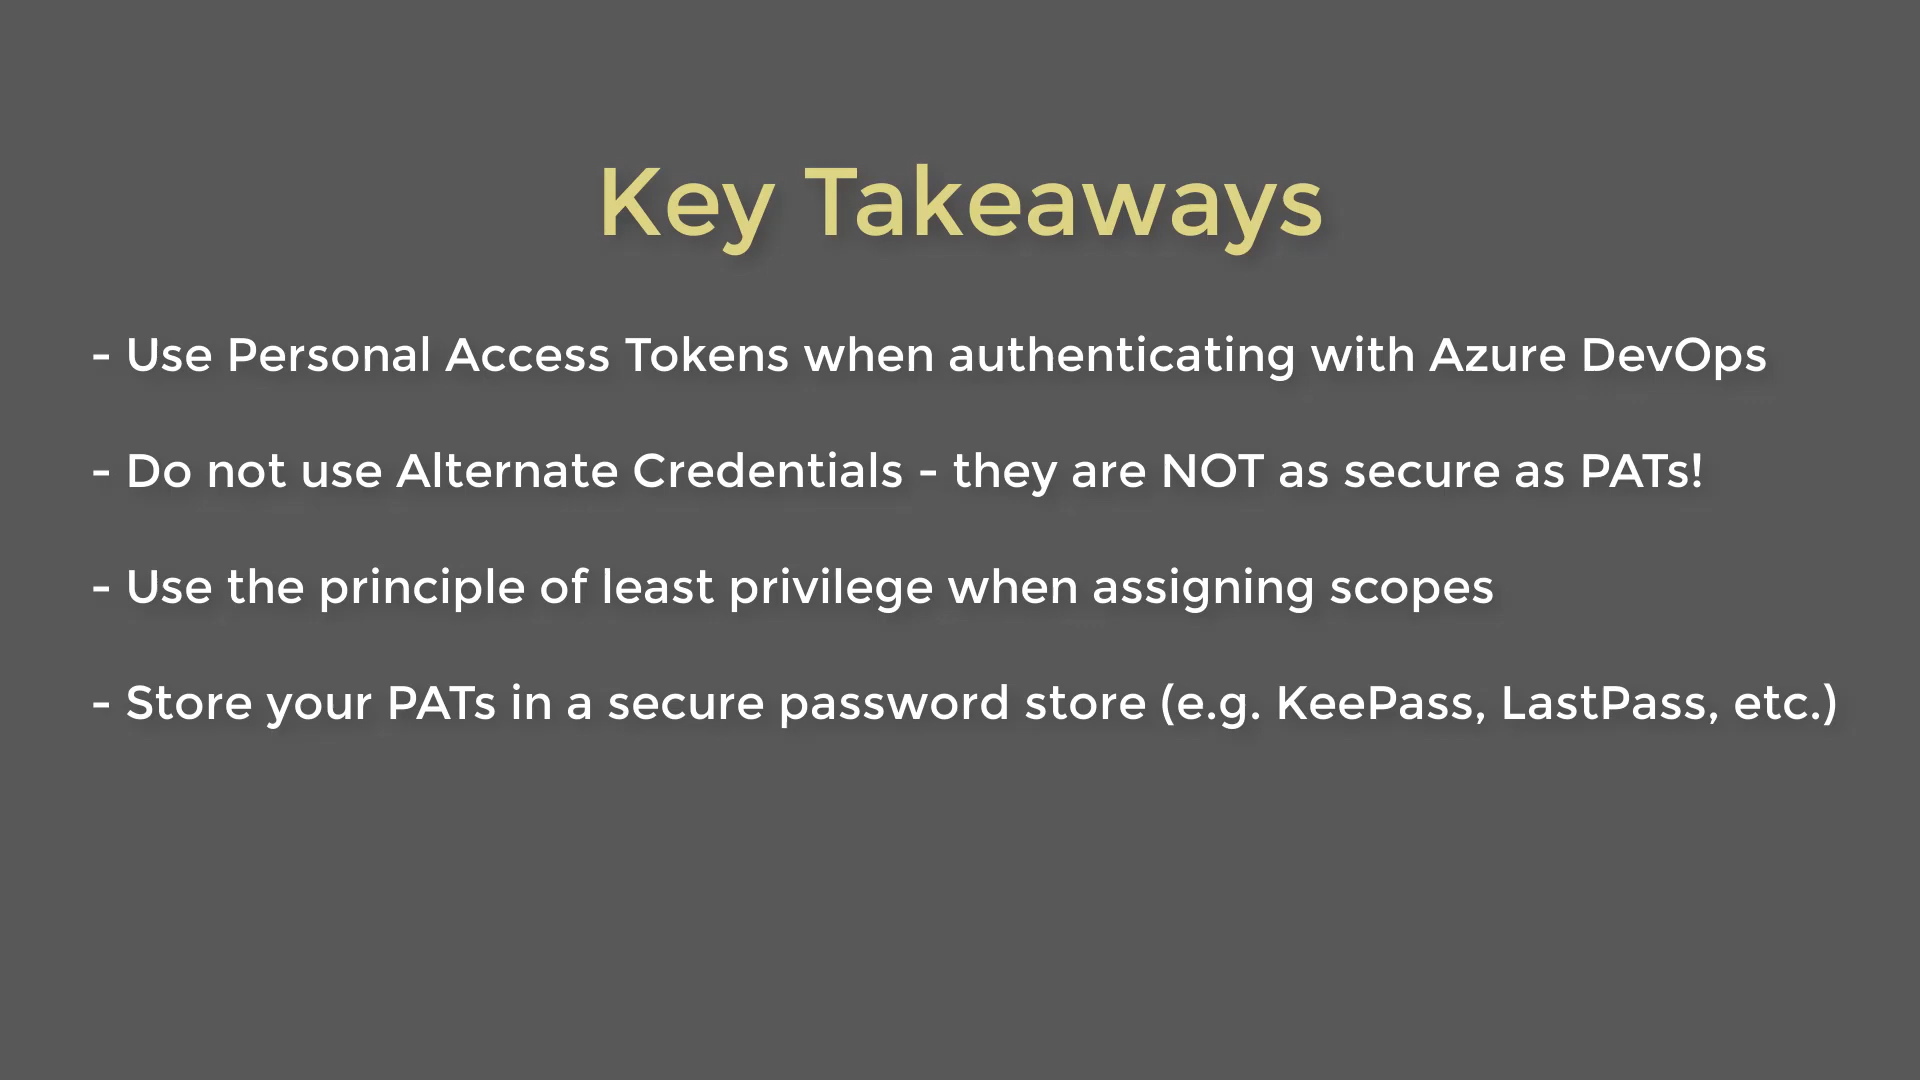 Key Takeaways
- Use Personal Access Tokens when authenticating with Azure DevOps
- Do not use Alternate Credentials - they are NOT as secure as PATs!
- Use the principle of least privilege when assigning scopes
- Store your PATs in a secure password store (e.g. KeePass, LastPass, etc.)